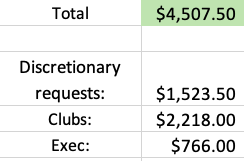 Total $4,507.50
Discretionary
requests: $1,523.50
Clubs: $2,218.00
Exec: $766.00